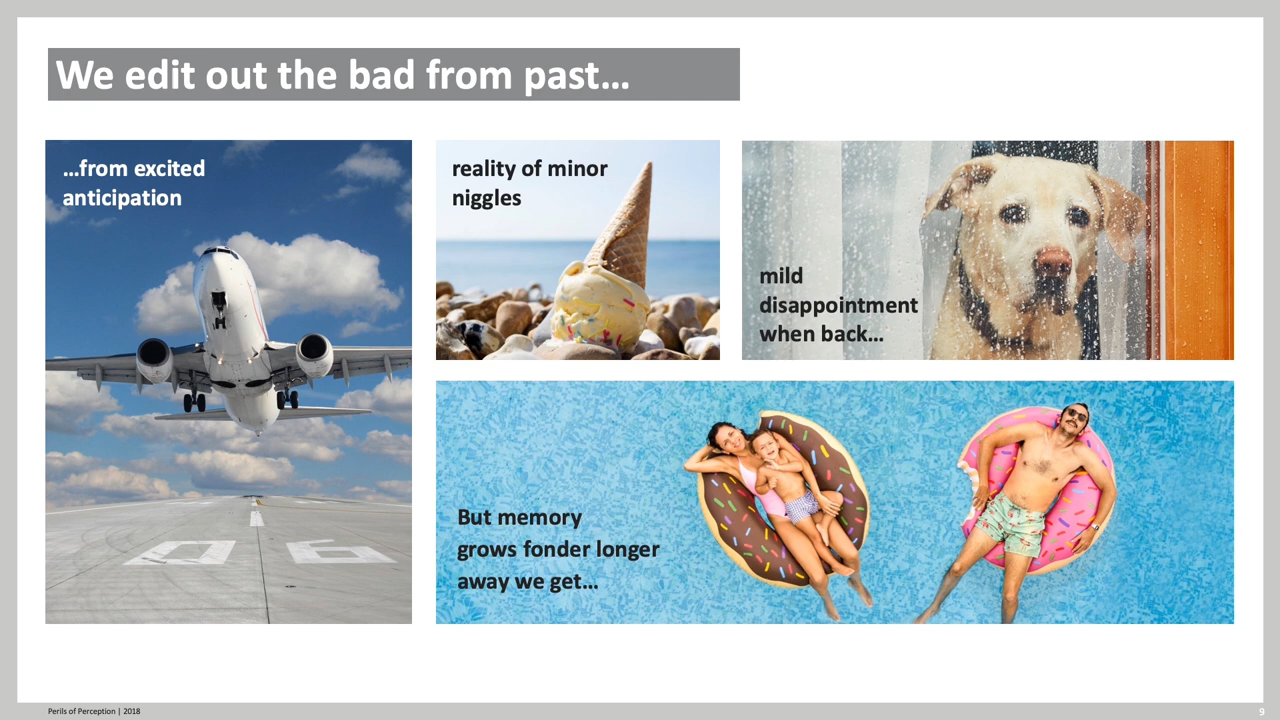 We edit out the bad from past…
…from excited
anticipation
reality of minor
niggles
mild
disappointment
when back…
But memory
grows fonder longer
away we get…
06
Perils of Perception | 2018
9